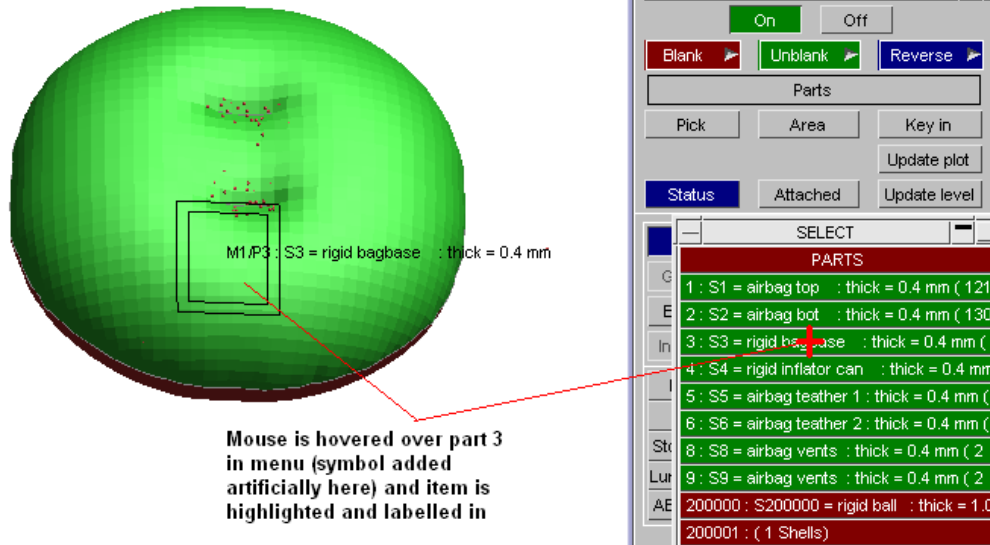 On Off
Blank Unblank Reverse
Parts
Pick Area Key in
Update plot
Status Attached Update level
SELECT
PARTS
1 : S1 = airbag top : thick = 0.4 mm ( 121
2 : S2 = airbag bot : thick = 0.4 mm ( 130
3 : S3 = rigid bagbase : thick = 0.4 mm (
4 : S4 = rigid inflator can : thick = 0.4 mm
5 : S5 = airbag teather 1 : thick = 0.4 mm (
6 : S6 = airbag teather 2 : thick = 0.4 mm (
8 : S8 = airbag vents : thick = 0.4 mm ( 2
9 : S9 = airbag vents : thick = 0.4 mm ( 2
200000 : S200000 = rigid ball : thick = 1.0
200001 : ( 1 Shells)
G
E
In
Sto
Lur
AE
M1/P3 : S3 = rigid bagbase : thick = 0.4 mm
Mouse is hovered over part 3
in menu (symbol added
artificially here) and item is
highlighted and labelled in